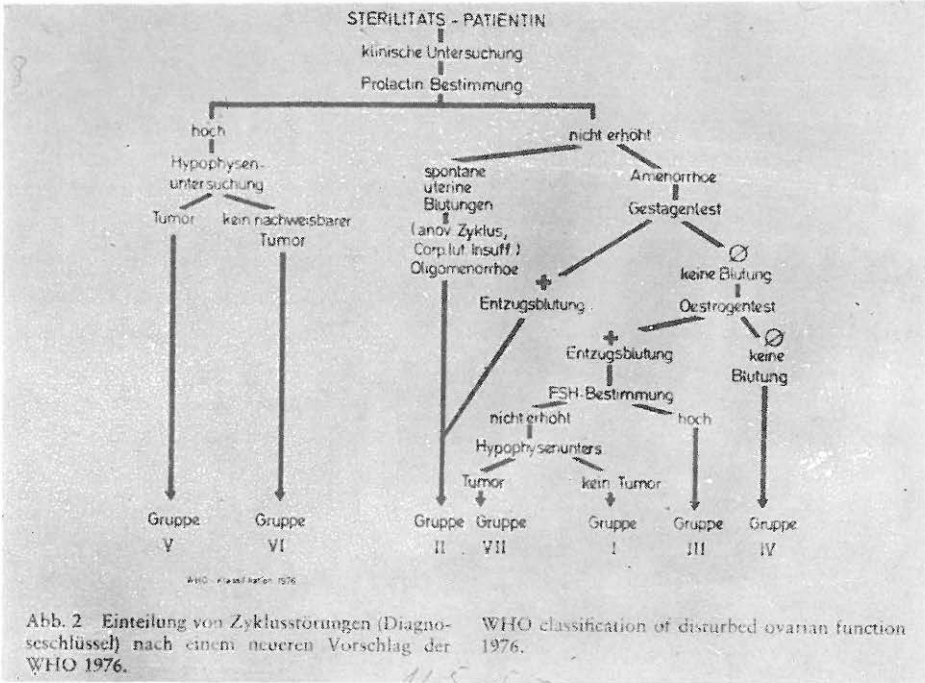 STERILITÄTS - PATIENTIN
klinische Untersuchung
Prolactin Bestimmung
hoch
nicht erhöht
Hypophysen-
untersuchung
Tumor
kein nachweisbarer
Tumor
spontane
uterine
Blutungen
(anov. Zyklus,
Corp. lut. Insuff.)
Oligomenorrhoe
Amenorrhoe
Gestagentest
+
Entzugsblutung
∅
keine Blutung
Oestrogentest
+
Entzugsblutung
∅
keine
Blutung
FSH-Bestimmung
nicht erhöht
hoch
Hypophysenunters
Tumor
kein Tumor
Gruppe
V
Gruppe
VI
Gruppe
II
Gruppe
VII
Gruppe
I
Gruppe
III
Gruppe
IV
WHO - Klassifikation 1976
Abb. 2 Einteilung von Zyklusstörungen (Diagno-
seschlüssel) nach einem neueren Vorschlag der
WHO 1976.
WHO classification of disturbed ovarian function
1976.